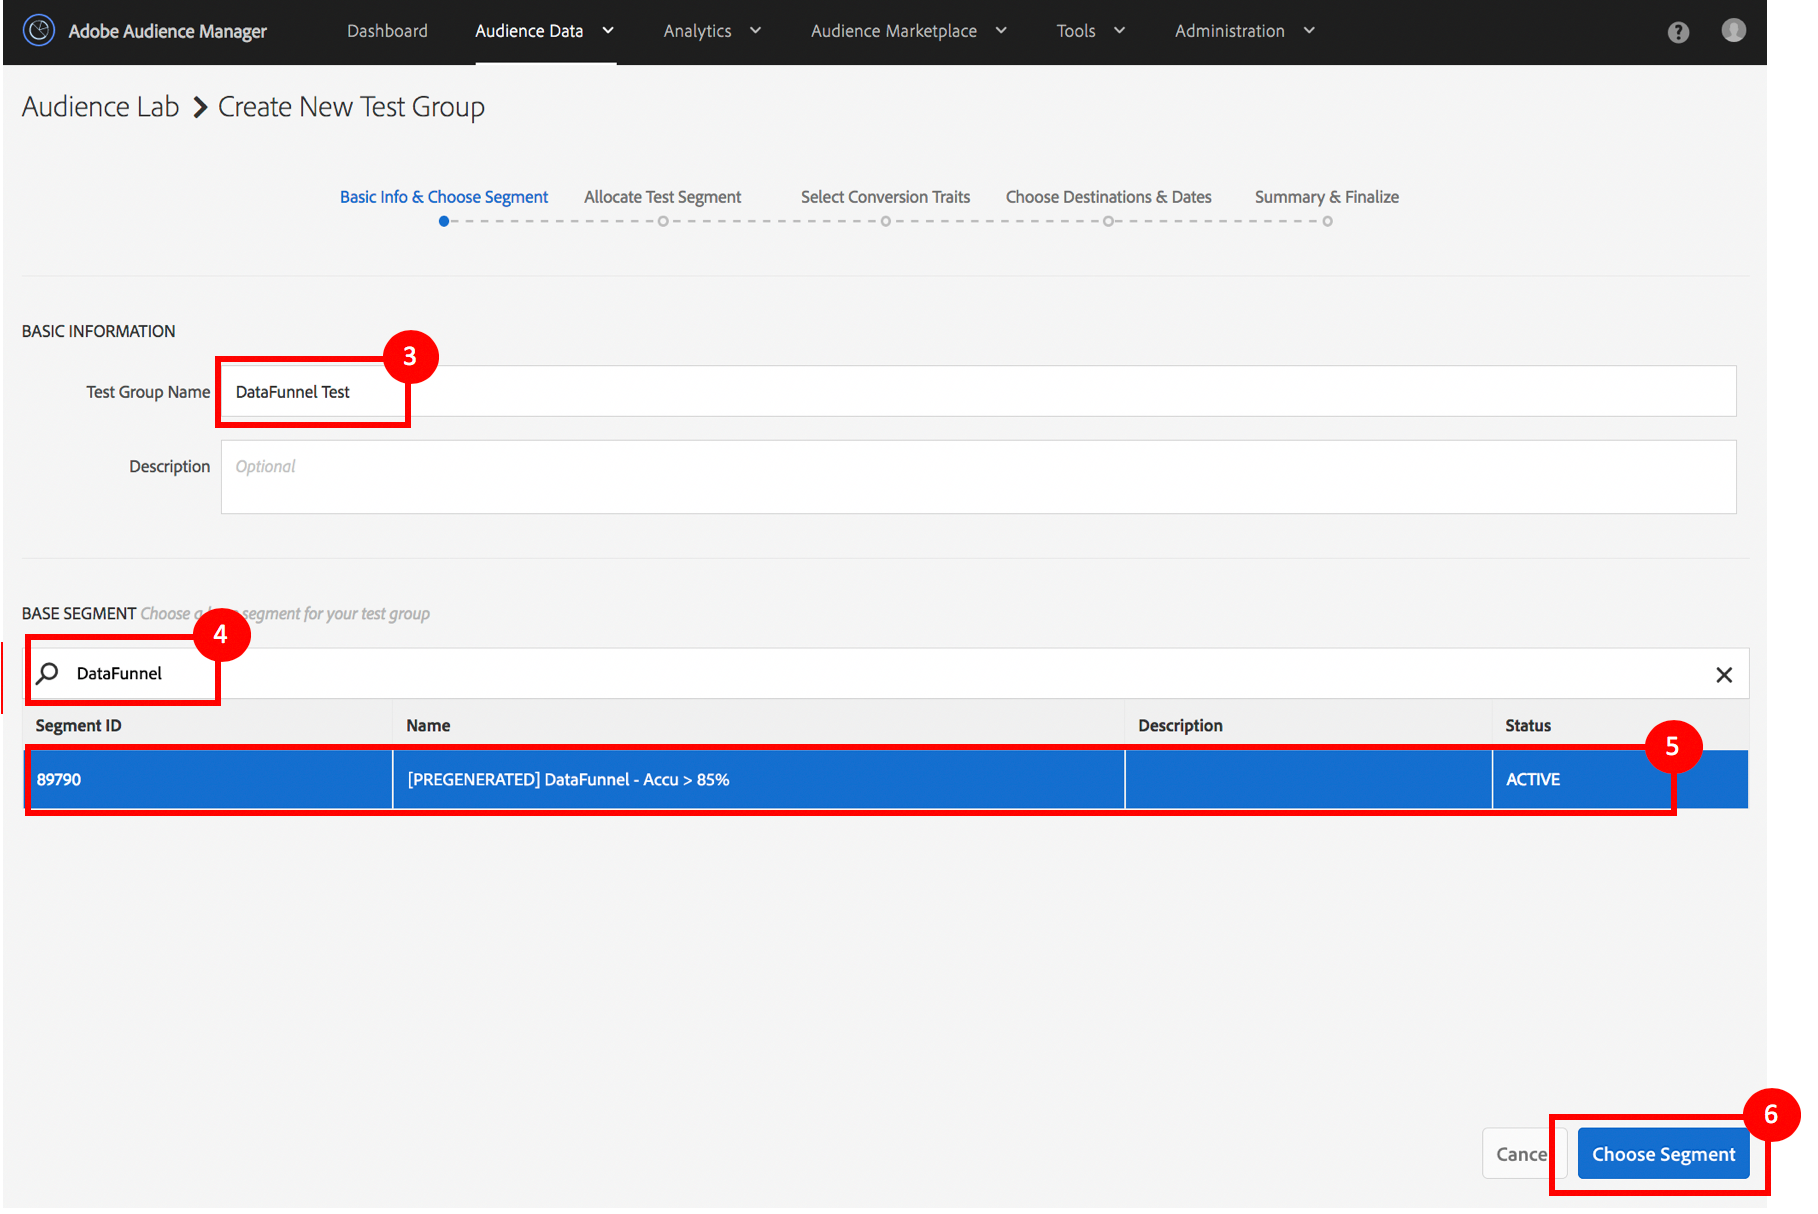 Adobe Audience Manager Dashboard Audience Data Analytics Audience Marketplace Tools Administration ?
Audience Lab > Create New Test Group
Basic Info & Choose Segment Allocate Test Segment Select Conversion Traits Choose Destinations & Dates Summary & Finalize
BASIC INFORMATION
3
Test Group Name DataFunnel Test
Description Optional
BASE SEGMENT Choose a segment for your test group
4
DataFunnel
Segment ID Name Description Status
5
89790 [PREGENERATED] DataFunnel - Accu > 85% ACTIVE
6
Cance Choose Segment